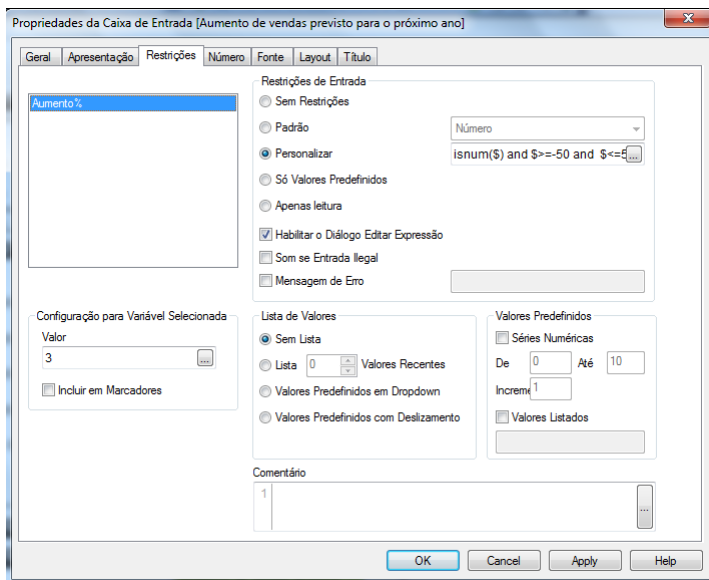 Propriedades da Caixa de Entrada [Aumento de vendas previsto para o próximo ano]
Geral Apresentação Restrições Número Fonte Layout Título
Aumento%
Restrições de Entrada
Sem Restrições
Padrão Número
Personalizar isnum($) and $>=-50 and $<=5 ...
Só Valores Predefinidos
Apenas leitura
Habilitar o Diálogo Editar Expressão
Som se Entrada Ilegal
Mensagem de Erro
Configuração para Variável Selecionada
Valor
3 ...
Incluir em Marcadores
Lista de Valores
Sem Lista
Lista 0 Valores Recentes
Valores Predefinidos em Dropdown
Valores Predefinidos com Deslizamento
Valores Predefinidos
Séries Numéricas
De 0 Até 10
Increme 1
Valores Listados
Comentário
1
...
OK Cancel Apply Help